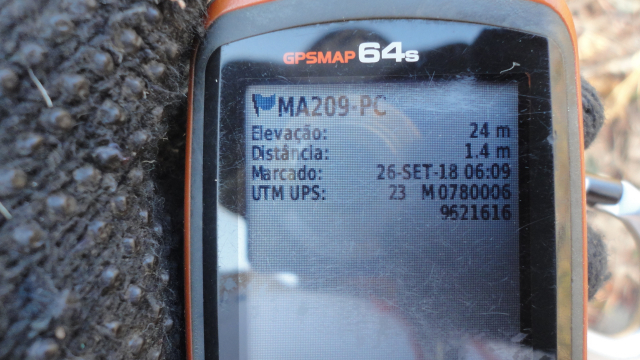 GPSMAP 64s
MA209-PC
Elevação: 24 m
Distância: 1.4 m
Marcado: 26-SET-18 06:09
UTM UPS: 23 M 0780006
9621616